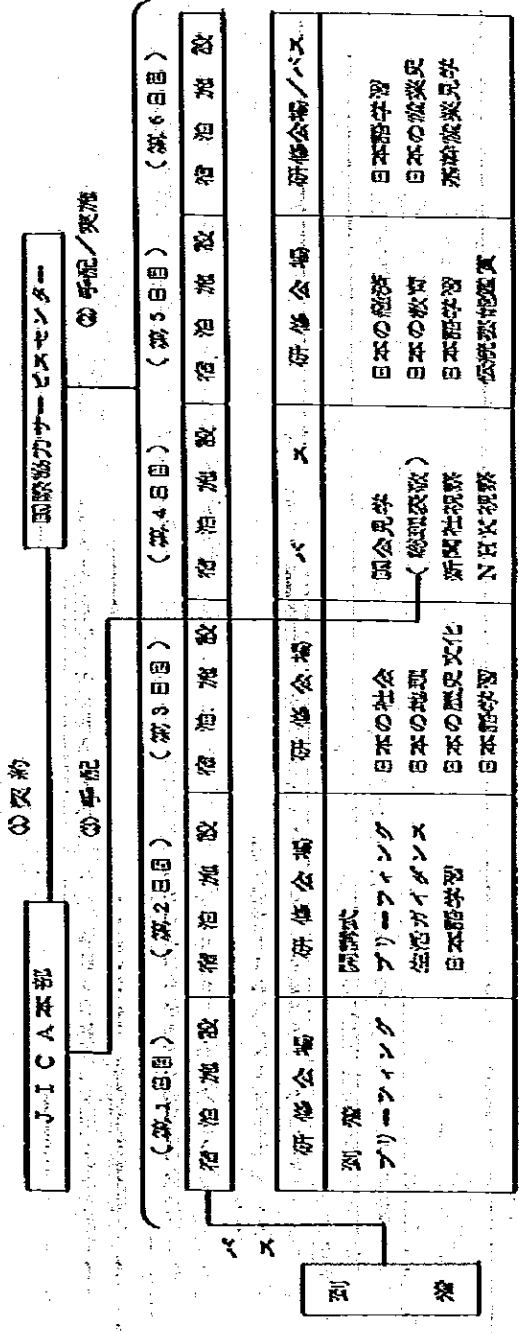 JICA本部
① 契約
国際協力サービスセンター
③ 手配
② 手配/実施
(第1日目)
(第2日目)
(第3日目)
(第4日目)
(第5日目)
(第6日目)
宿泊施設
宿泊施設
宿泊施設
宿泊施設
宿泊施設
宿泊施設
バス
到着
研修会場
到着
ブリーフィング
研修会場
開講式
ブリーフィング
生活ガイダンス
日本語学習
研修会場
日本の社会
日本の地理
日本の歴史文化
日本語学習
バス
国会見学
(総理表敬)
新聞社視察
NHK視察
研修会場
日本の経済
日本の教育
日本語学習
伝統芸能鑑賞
研修会場/バス
日本語学習
日本の産業史